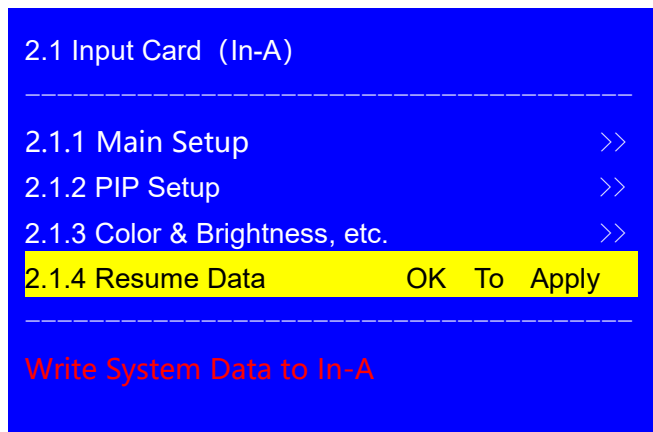 2.1 Input Card（In-A）
2.1.1 Main Setup >>
2.1.2 PIP Setup >>
2.1.3 Color & Brightness, etc. >>
2.1.4 Resume Data OK To Apply
Write System Data to In-A